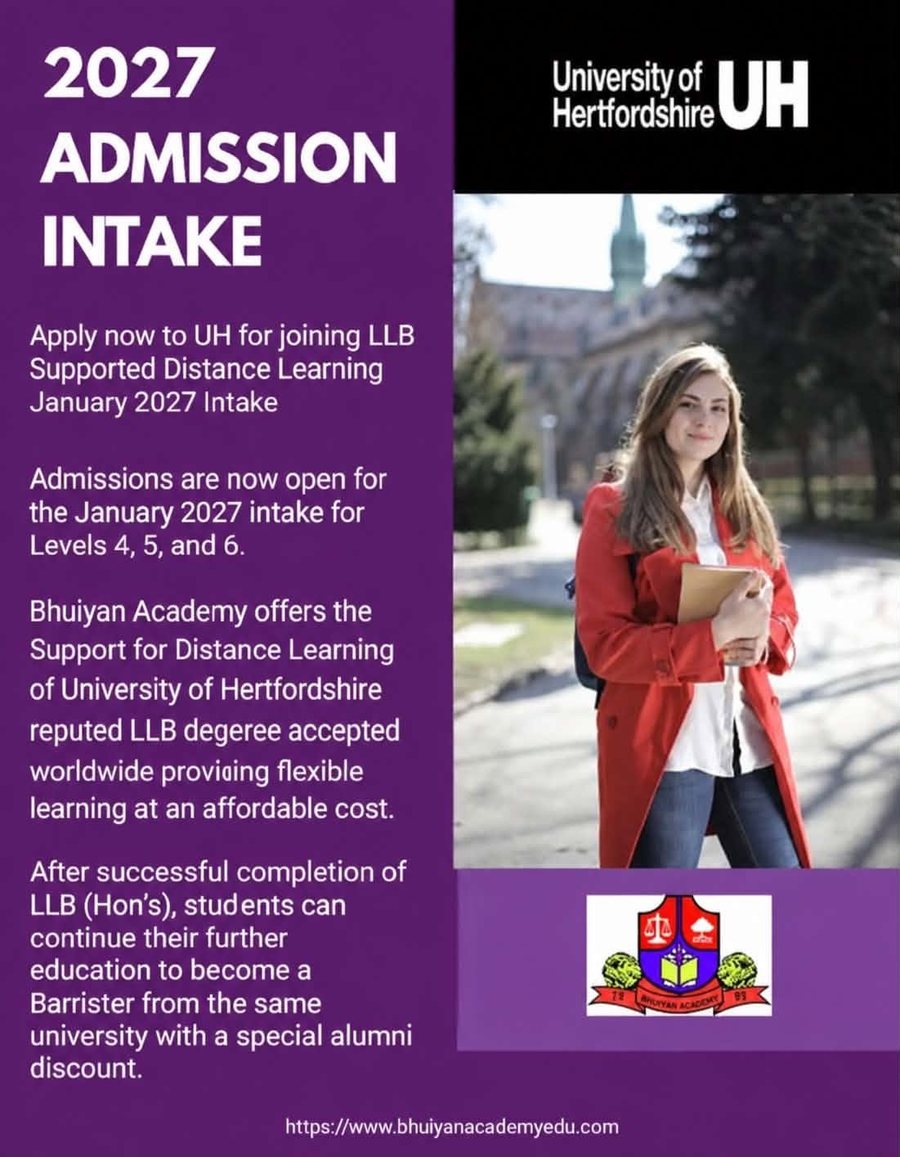 2027
ADMISSION
INTAKE
Apply now to UH for joining LLB
Supported Distance Learning
January 2027 Intake
Admissions are now open for
the January 2027 intake for
Levels 4, 5, and 6.
Bhuiyan Academy offers the
Support for Distance Learning
of University of Hertfordshire
reputed LLB degeree accepted
worldwide providing flexible
learning at an affordable cost.
After successful completion of
LLB (Hon's), students can
continue their further
education to become a
Barrister from the same
university with a special alumni
discount.
University of
Hertfordshire UH
19 BHUIYAN ACADEMY 89
https://www.bhuiyanacademyedu.com